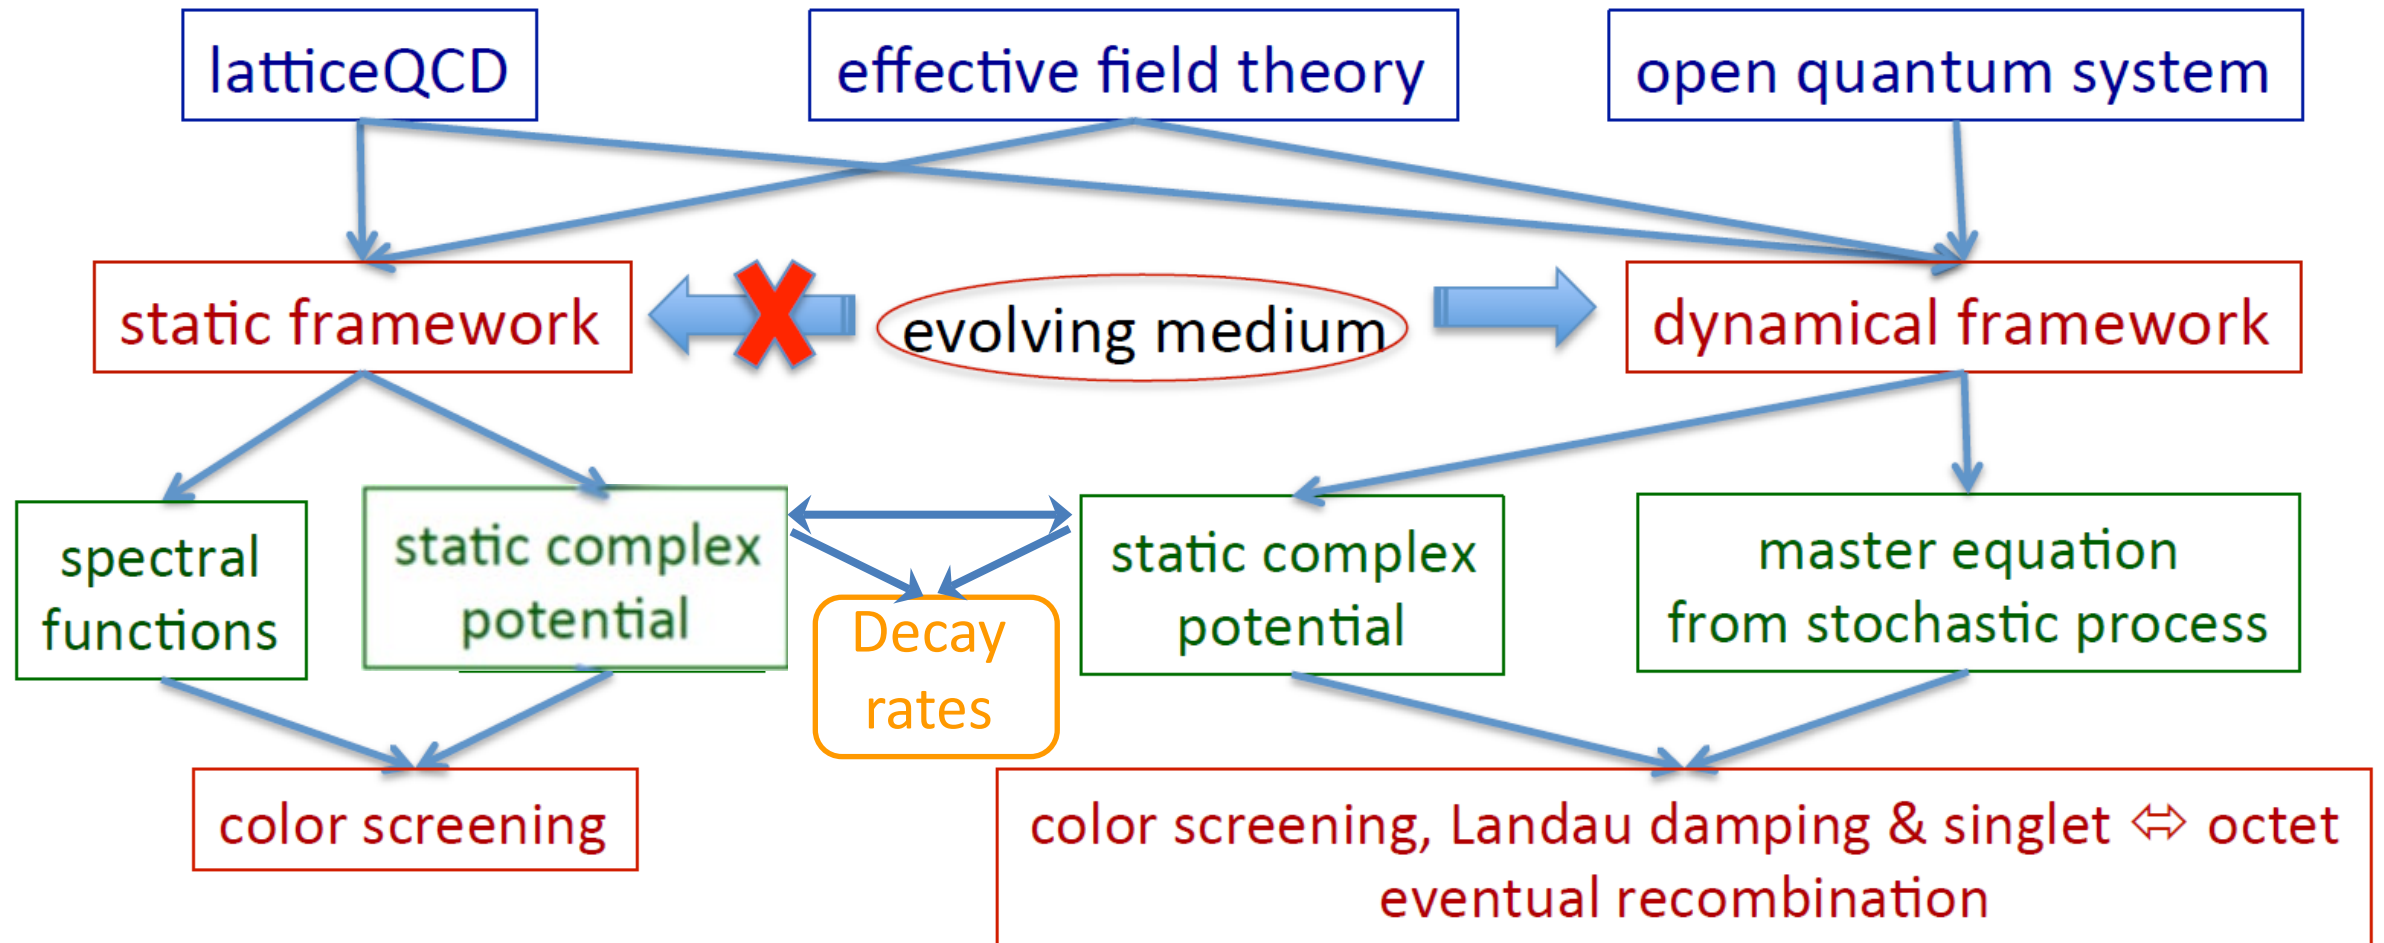 latticeQCD
effective field theory
open quantum system
static framework
evolving medium
dynamical framework
spectral
functions
static complex
potential
Decay
rates
static complex
potential
master equation
from stochastic process
color screening
color screening, Landau damping & singlet ⇔ octet
eventual recombination